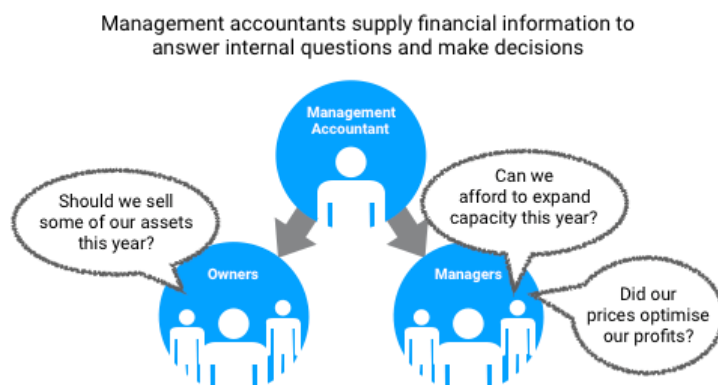 Management accountants supply financial information to
answer internal questions and make decisions
Management
Accountant
Should we sell
some of our assets
this year?
Can we
afford to expand
capacity this year?
Owners
Managers
Did our
prices optimise
our profits?